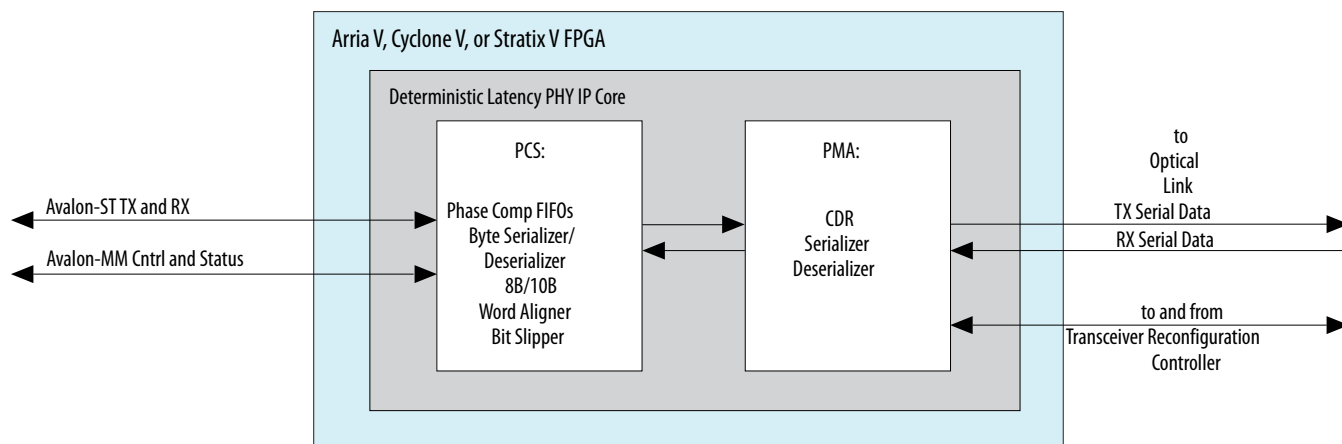 Arria V, Cyclone V, or Stratix V FPGA
Deterministic Latency PHY IP Core
PCS:
Phase Comp FIFOs
Byte Serializer/
Deserializer
8B/10B
Word Aligner
Bit Slipper
PMA:
CDR
Serializer
Deserializer
Avalon-ST TX and RX
Avalon-MM Cntrl and Status
to
Optical
Link
TX Serial Data
RX Serial Data
to and from
Transceiver Reconfiguration
Controller